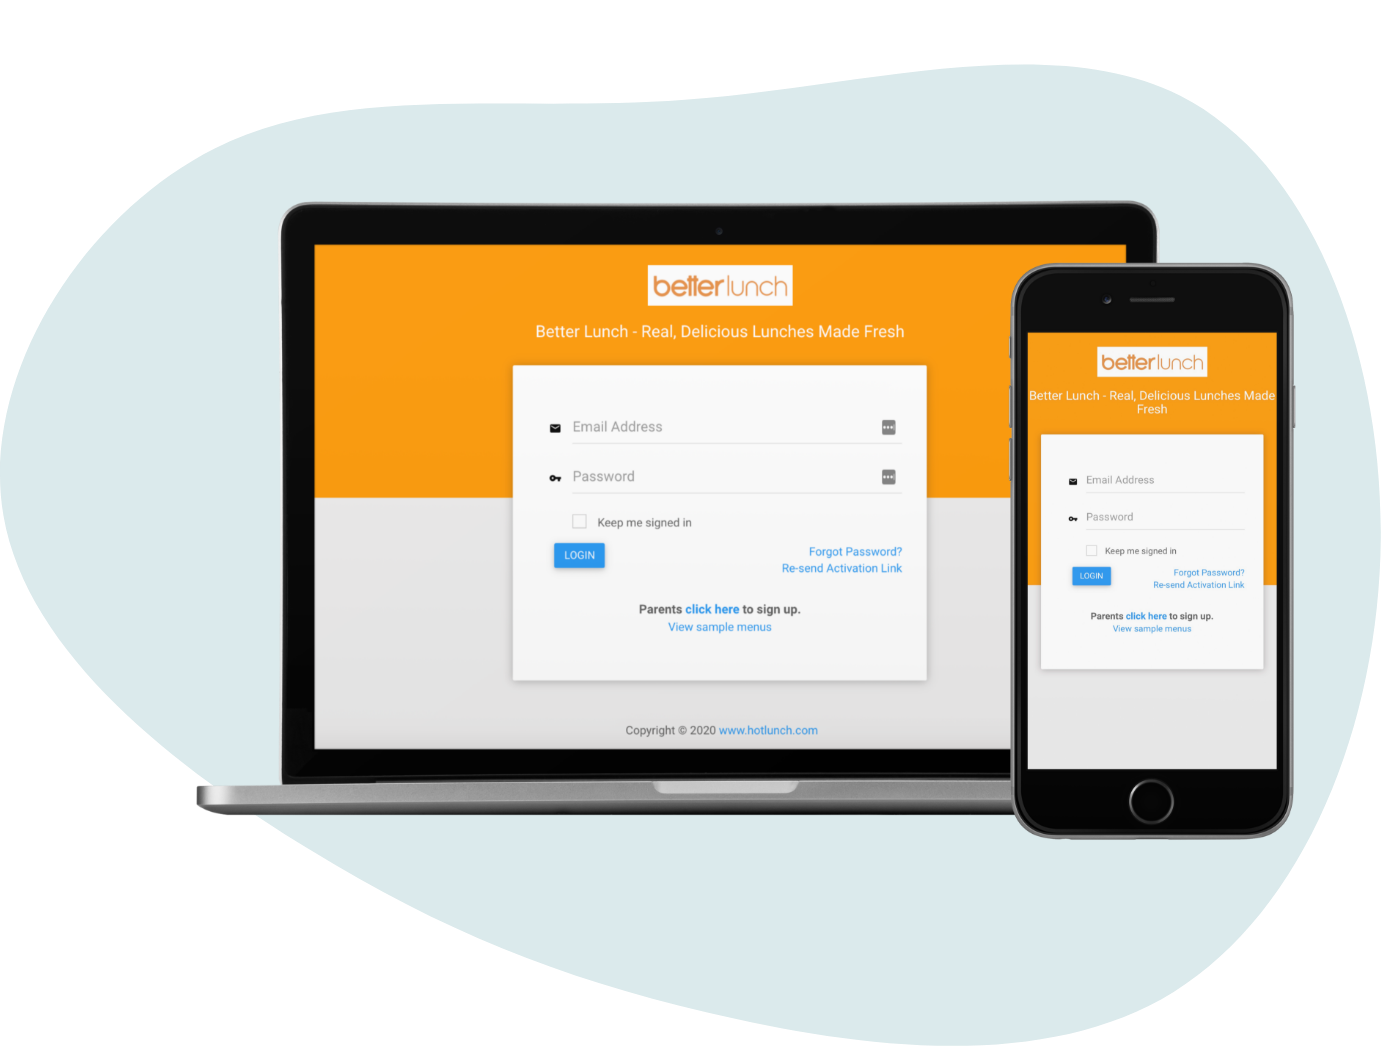 betterlunch
Better Lunch - Real, Delicious Lunches Made Fresh
Email Address
Password
Keep me signed in
LOGIN
Forgot Password?
Re-send Activation Link
Parents click here to sign up.
View sample menus
Copyright © 2020 www.hotlunch.com
betterlunch
Better Lunch - Real, Delicious Lunches Made
Fresh
Email Address
Password
Keep me signed in
LOGIN
Forgot Password?
Re-send Activation Link
Parents click here to sign up.
View sample menus